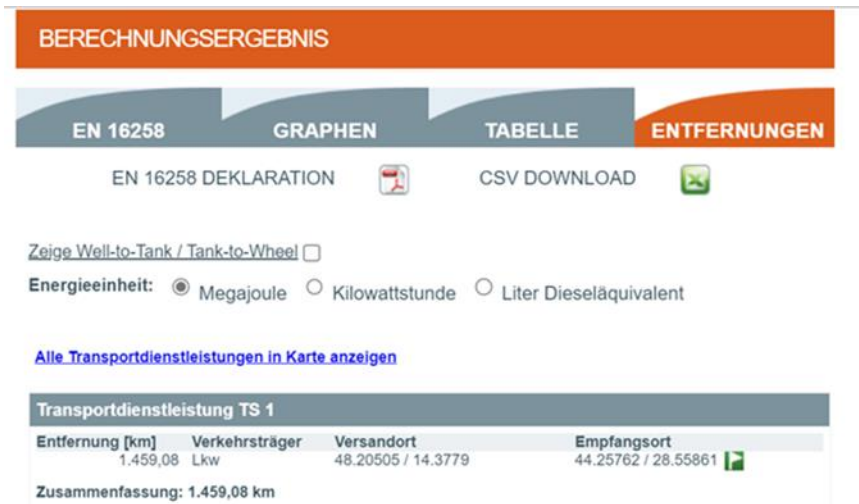 BERECHNUNGSERGEBNIS
EN 16258 GRAPHEN TABELLE ENTFERNUNGEN
EN 16258 DEKLARATION CSV DOWNLOAD
Zeige Well-to-Tank / Tank-to-Wheel
Energieeinheit: Megajoule Kilowattstunde Liter Dieseläquivalent
Alle Transportdienstleistungen in Karte anzeigen
Transportdienstleistung TS 1
Entfernung [km] Verkehrsträger Versandort Empfangsort
1.459,08 Lkw 48.20505 / 14.3779 44.25762 / 28.55861
Zusammenfassung: 1.459,08 km